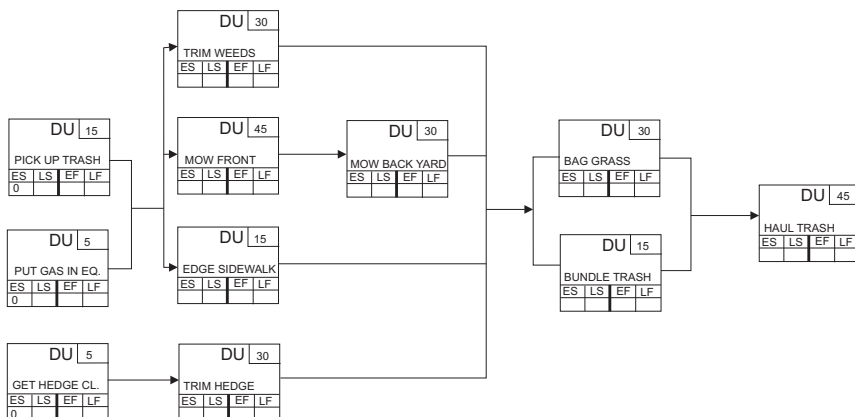 DU 30
TRIM WEEDS
ES LS EF LF
DU 15
PICK UP TRASH
ES LS EF LF
0
DU 45
MOW FRONT
ES LS EF LF
DU 30
MOW BACK YARD
ES LS EF LF
DU 30
BAG GRASS
ES LS EF LF
DU 45
HAUL TRASH
ES LS EF LF
DU 5
PUT GAS IN EQ.
ES LS EF LF
0
DU 15
EDGE SIDEWALK
ES LS EF LF
DU 15
BUNDLE TRASH
ES LS EF LF
DU 5
GET HEDGE CL.
ES LS EF LF
0
DU 30
TRIM HEDGE
ES LS EF LF